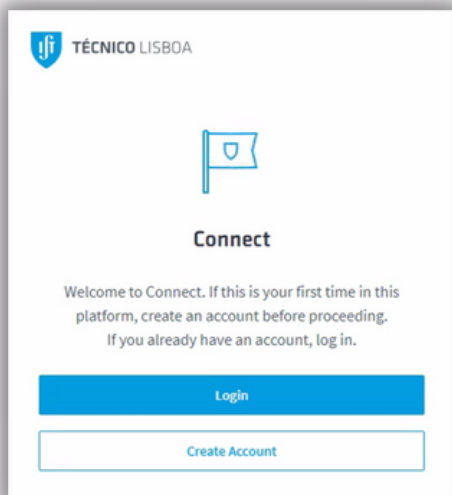 TÉCNICO LISBOA
Connect
Welcome to Connect. If this is your first time in this
platform, create an account before proceeding.
If you already have an account, log in.
Login
Create Account